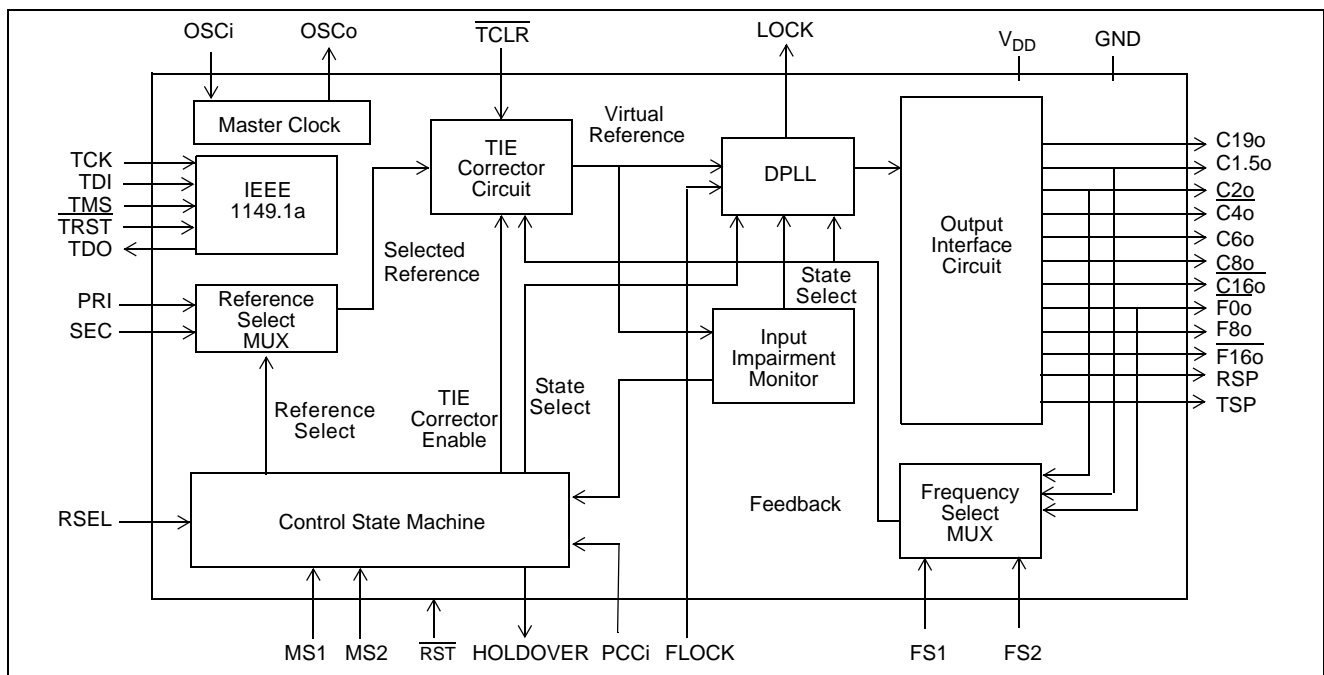 OSCi
OSCo
TCLR
LOCK
VDD
GND
Master Clock
TCK
TDI
TMS
TRST
TDO
IEEE
1149.1a
TIE
Corrector
Circuit
Virtual
Reference
DPLL
Output
Interface
Circuit
C19o
C1.5o
C2o
C4o
C6o
C8o
C16o
F0o
F8o
F16o
RSP
TSP
Selected
Reference
PRI
SEC
Reference
Select
MUX
State
Select
Input
Impairment
Monitor
Reference
Select
TIE
Corrector
Enable
State
Select
RSEL
Control State Machine
Feedback
Frequency
Select
MUX
MS1
MS2
RST
HOLDOVER
PCCi
FLOCK
FS1
FS2